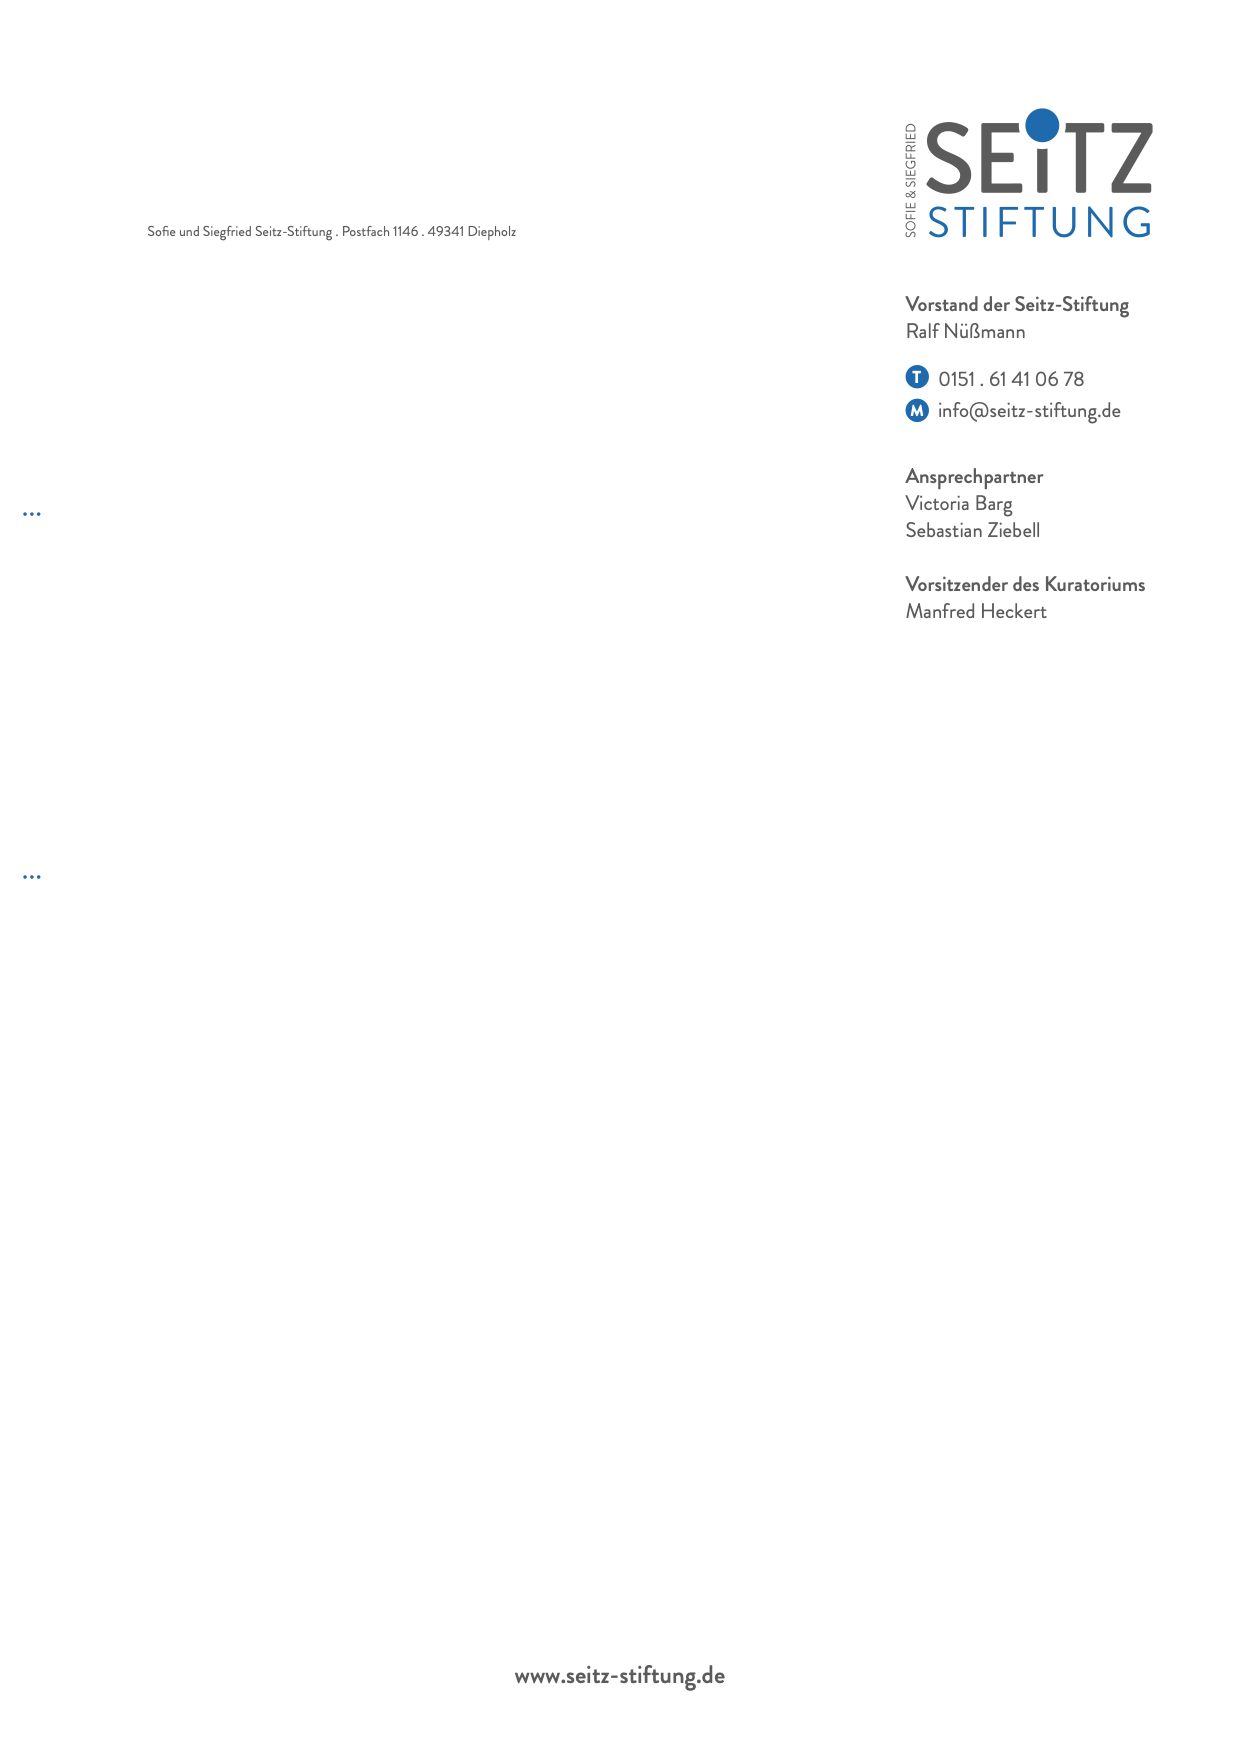 SOFIE & SIEGFRIED
SEiTZ
STIFTUNG
Sofie und Siegfried Seitz-Stiftung . Postfach 1146 . 49341 Diepholz
Vorstand der Seitz-Stiftung
Ralf Nüßmann
T 0151 . 61 41 06 78
M info@seitz-stiftung.de
Ansprechpartner
Victoria Barg
Sebastian Ziebell
Vorsitzender des Kuratoriums
Manfred Heckert
...
...
www.seitz-stiftung.de